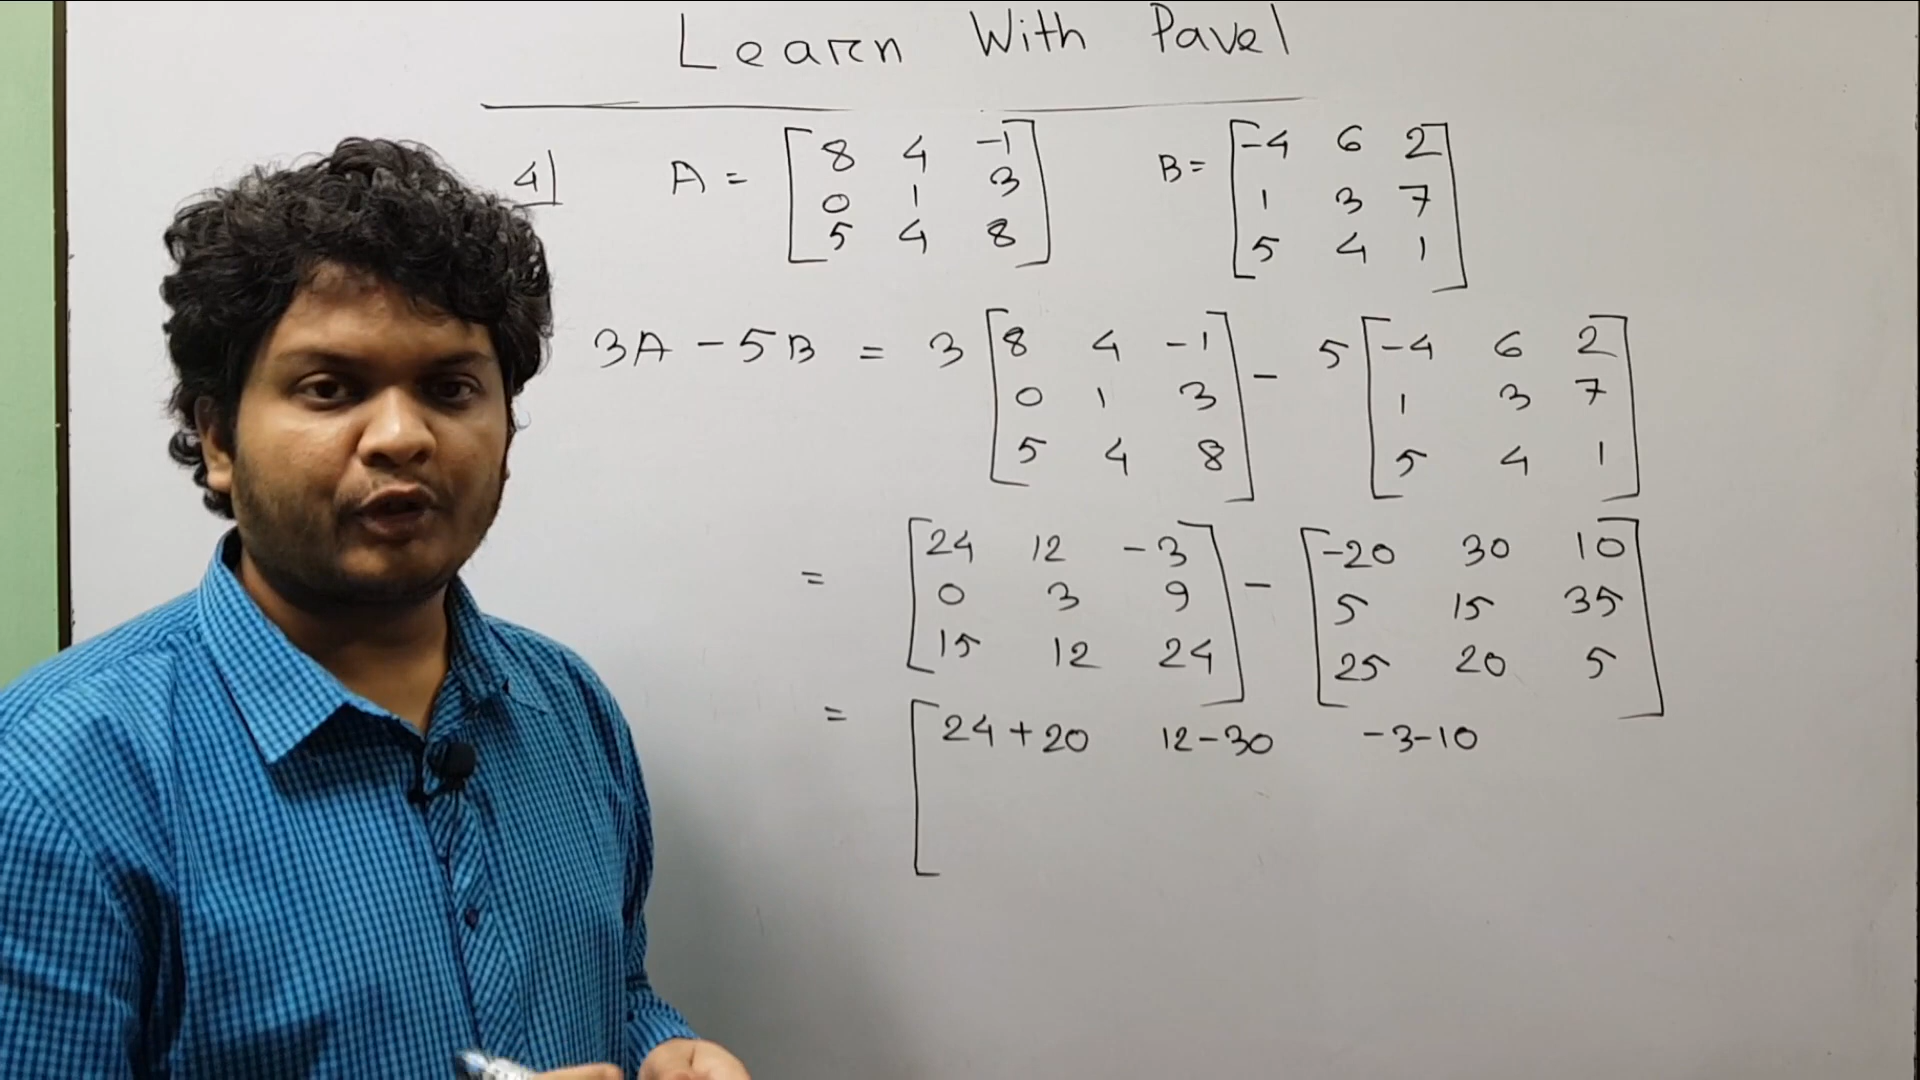 Learn With Pavel
4) A = [8 4 -1 B = [-4 6 2
0 1 3 1 3 7
5 4 8] 5 4 1]
3A - 5B = 3 [8 4 -1 - 5 [-4 6 2
0 1 3 1 3 7
5 4 8] 5 4 1]
= [24 12 -3 - [-20 30 10
0 3 9 5 15 35
15 12 24] 25 20 5]
= [24+20 12-30 -3-10